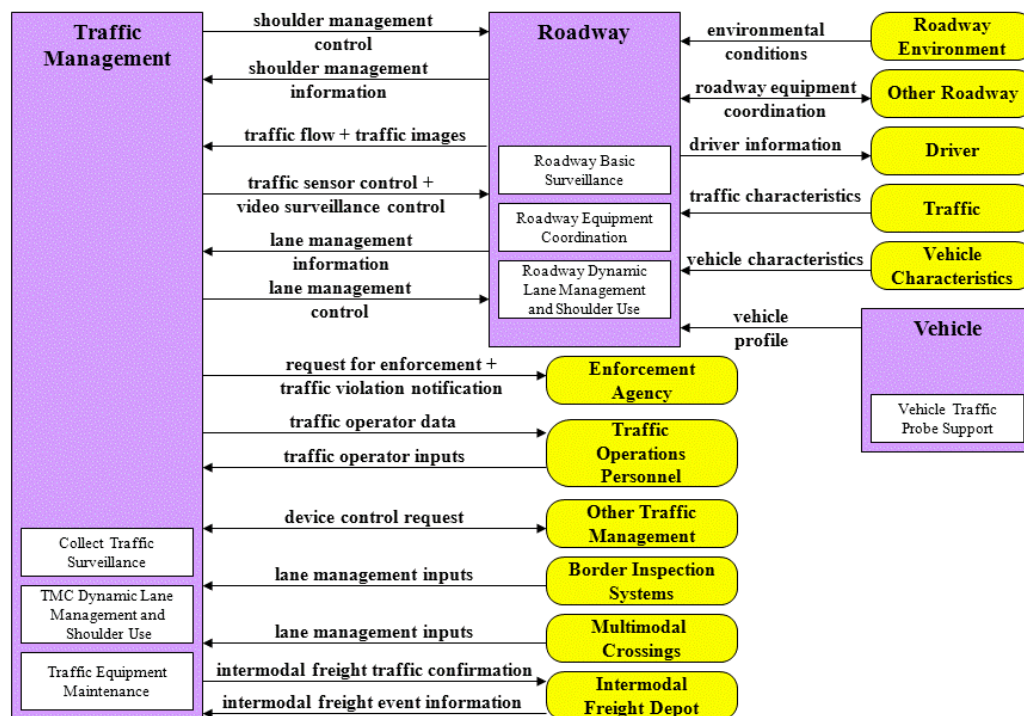 Traffic
Management
shoulder management
control
shoulder management
information
traffic flow + traffic images
traffic sensor control +
video surveillance control
lane management
information
lane management
control
Roadway
Roadway Basic
Surveillance
Roadway Equipment
Coordination
Roadway Dynamic
Lane Management
and Shoulder Use
environmental
conditions
Roadway
Environment
roadway equipment
coordination
Other Roadway
driver information
Driver
traffic characteristics
Traffic
vehicle characteristics
Vehicle
Characteristics
vehicle
profile
Vehicle
Vehicle Traffic
Probe Support
request for enforcement +
traffic violation notification
Enforcement
Agency
traffic operator data
traffic operator inputs
Traffic
Operations
Personnel
device control request
Other Traffic
Management
Collect Traffic
Surveillance
lane management inputs
Border Inspection
Systems
TMC Dynamic Lane
Management and
Shoulder Use
lane management inputs
Multimodal
Crossings
Traffic Equipment
Maintenance
intermodal freight traffic confirmation
intermodal freight event information
Intermodal
Freight Depot